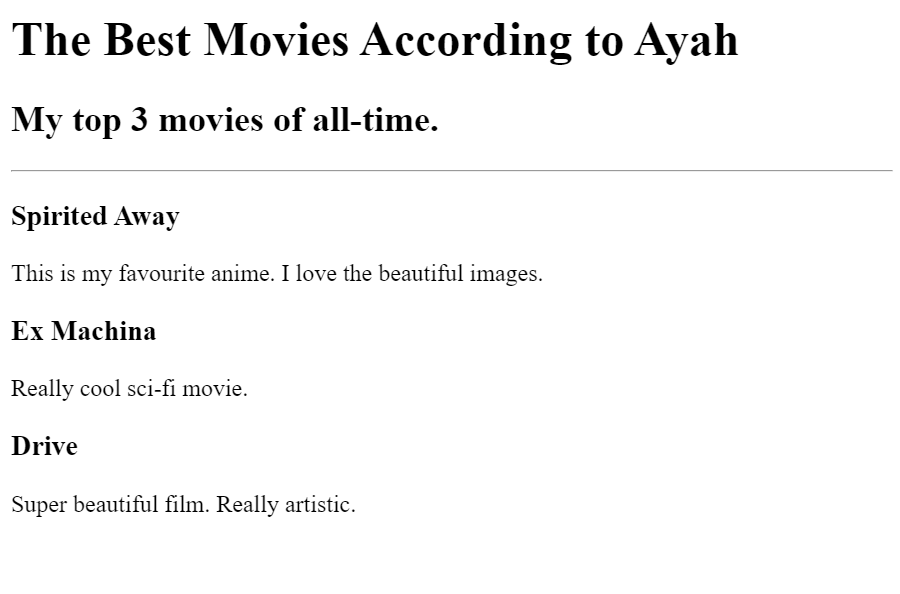 The Best Movies According to Ayah
My top 3 movies of all-time.
Spirited Away
This is my favourite anime. I love the beautiful images.
Ex Machina
Really cool sci-fi movie.
Drive
Super beautiful film. Really artistic.